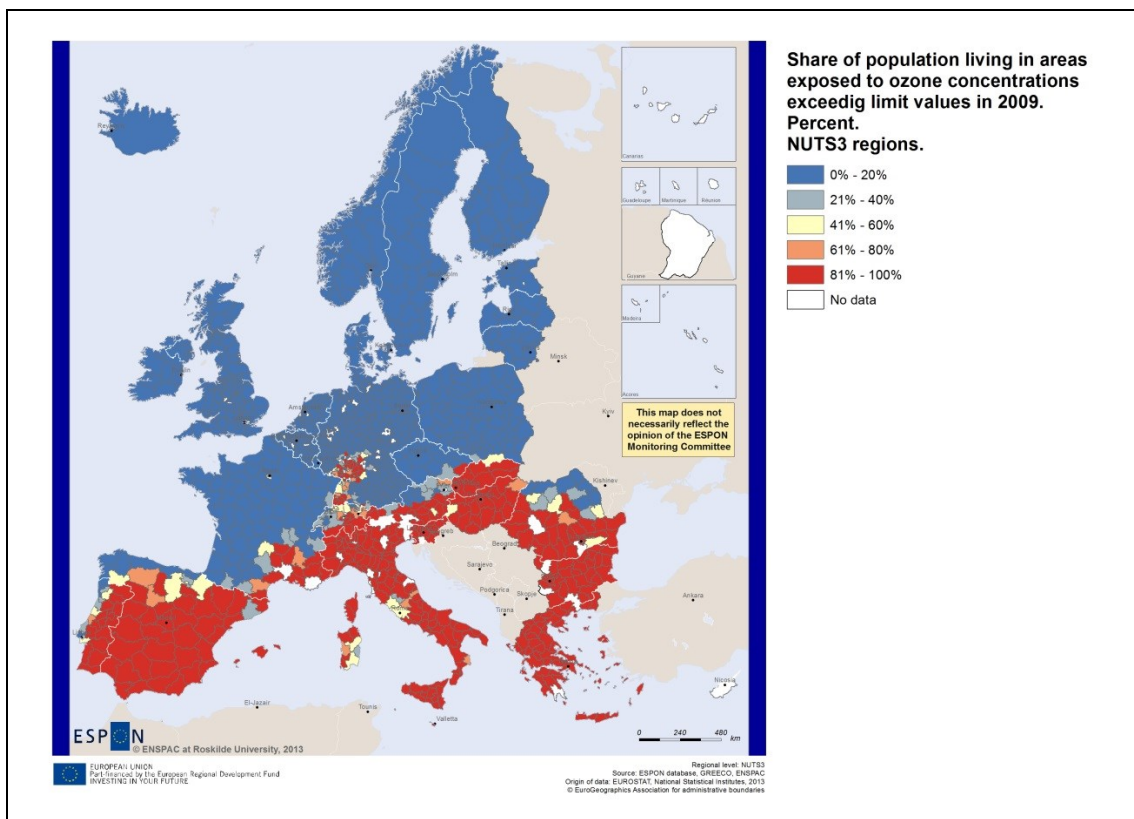 Share of population living in areas
exposed to ozone concentrations
exceedig limit values in 2009.
Percent.
NUTS3 regions.
0% - 20%
21% - 40%
41% - 60%
61% - 80%
81% - 100%
No data
Canarias
Guadeloupe
Martinique
Réunion
Guyane
Madeira
Acores
This map does not
necessarily reflect the
opinion of the ESPON
Monitoring Committee
Minsk
Kyiv
Kishinev
Beograd
Sarajevo
Podgorica
Skopje
Tirana
Ankara
Nicosia
El-Jazair
Tounis
Valletta
0 240 480
km
ESPON
© ENSPAC at Roskilde University, 2013
EUROPEAN UNION
Part-financed by the European Regional Development Fund
INVESTING IN YOUR FUTURE
Regional level: NUTS3
Source: ESPON database, GREECO, ENSPAC
Origin of data: EUROSTAT, National Statistical Institutes, 2013
© EuroGeographics Association for administrative boundaries